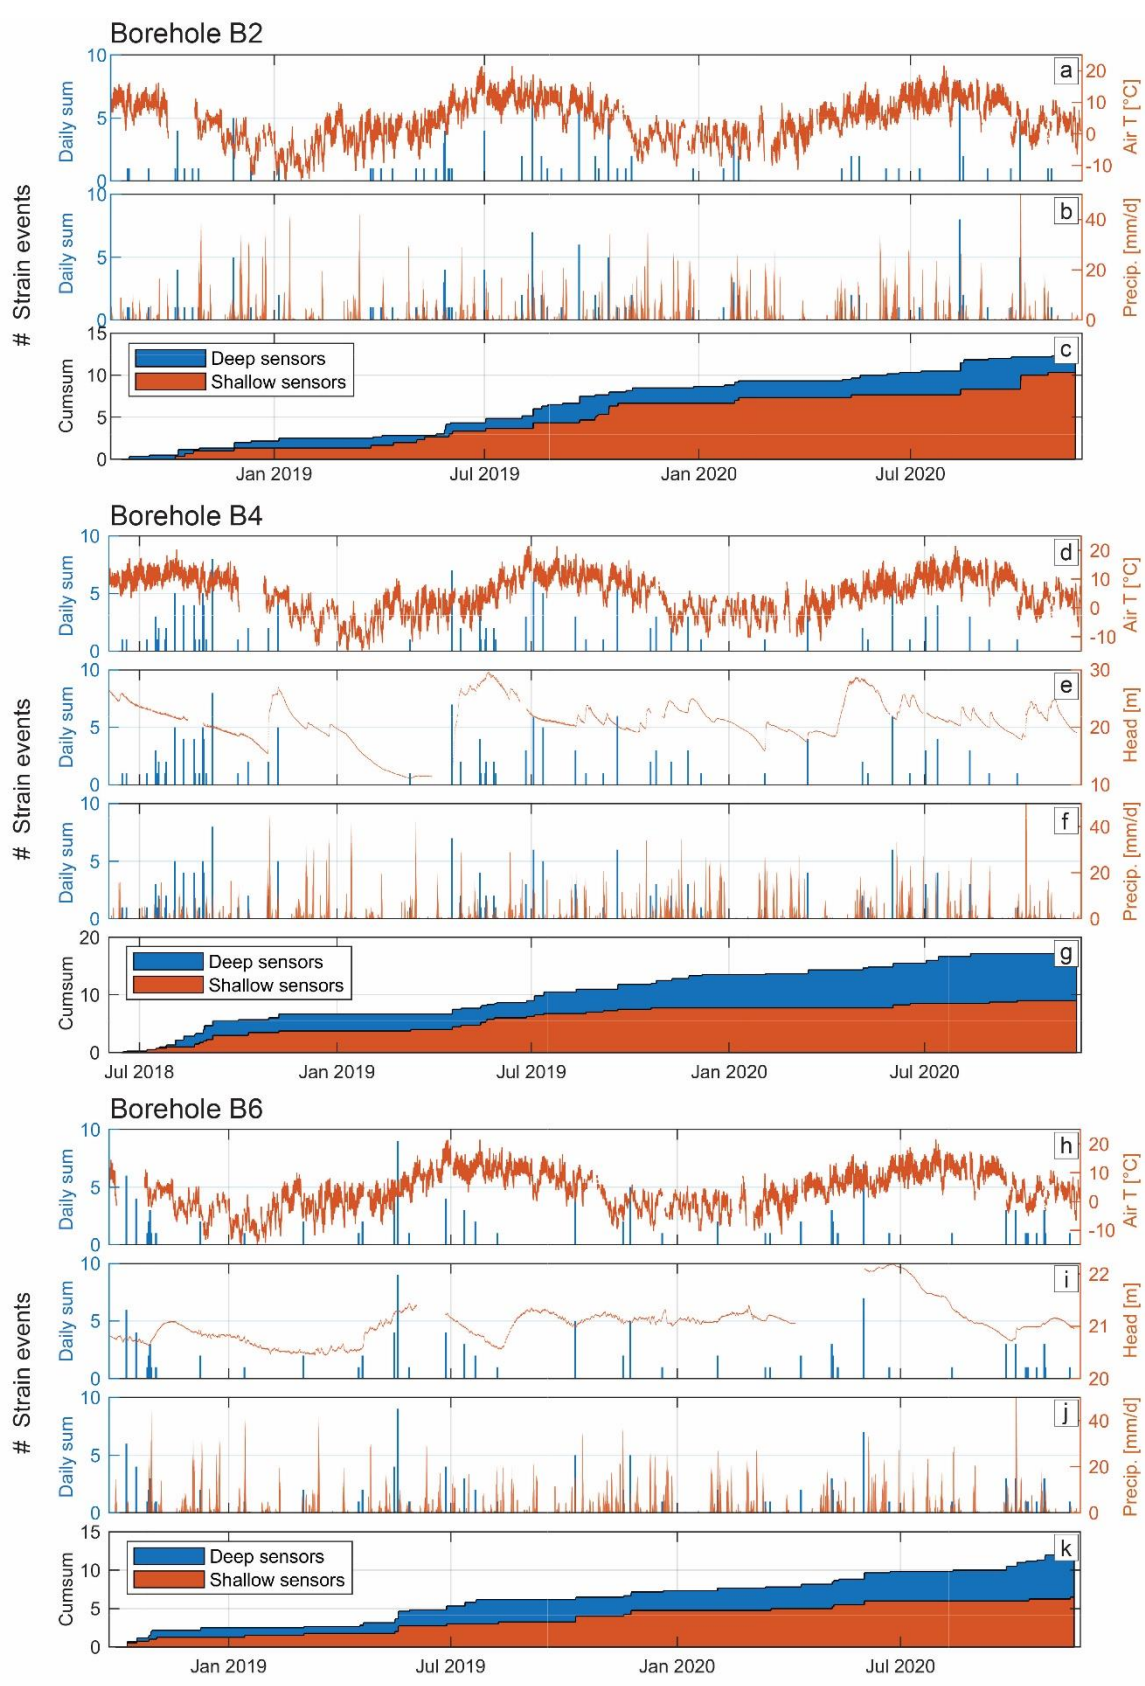 Borehole B2
# Strain events
Daily sum
10
5
0
a
20
10
0
-10
Air T [°C]
Daily sum
10
5
0
b
40
20
0
Precip. [mm/d]
Cumsum
15
10
5
0
Deep sensors
Shallow sensors
c
Jan 2019 Jul 2019 Jan 2020 Jul 2020
Borehole B4
# Strain events
Daily sum
10
5
0
d
20
10
0
-10
Air T [°C]
Daily sum
10
5
0
e
30
20
10
Head [m]
Daily sum
10
5
0
f
40
20
0
Precip. [mm/d]
Cumsum
20
10
0
Deep sensors
Shallow sensors
g
Jul 2018 Jan 2019 Jul 2019 Jan 2020 Jul 2020
Borehole B6
# Strain events
Daily sum
10
5
0
h
20
10
0
-10
Air T [°C]
Daily sum
10
5
0
i
22
21
20
Head [m]
Daily sum
10
5
0
j
40
20
0
Precip. [mm/d]
Cumsum
15
10
5
0
Deep sensors
Shallow sensors
k
Jan 2019 Jul 2019 Jan 2020 Jul 2020